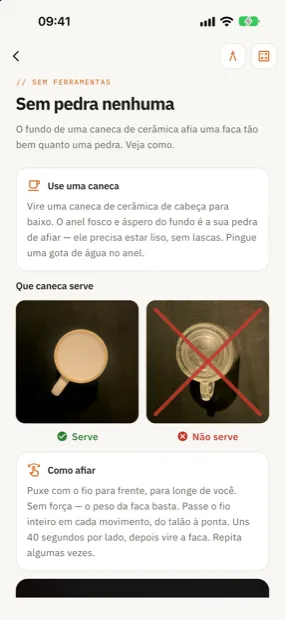 09:41
// SEM FERRAMENTAS
Sem pedra nenhuma
O fundo de uma caneca de cerâmica afia uma faca tão
bem quanto uma pedra. Veja como.
Use uma caneca
Vire uma caneca de cerâmica de cabeça para
baixo. O anel fosco e áspero do fundo é a sua pedra
de afiar — ele precisa estar liso, sem lascas. Pingue
uma gota de água no anel.
Que caneca serve
Serve
Não serve
Como afiar
Puxe com o fio para frente, para longe de você.
Sem força — o peso da faca basta. Passe o fio
inteiro em cada movimento, do talão à ponta. Uns
40 segundos por lado, depois vire a faca. Repita
algumas vezes.